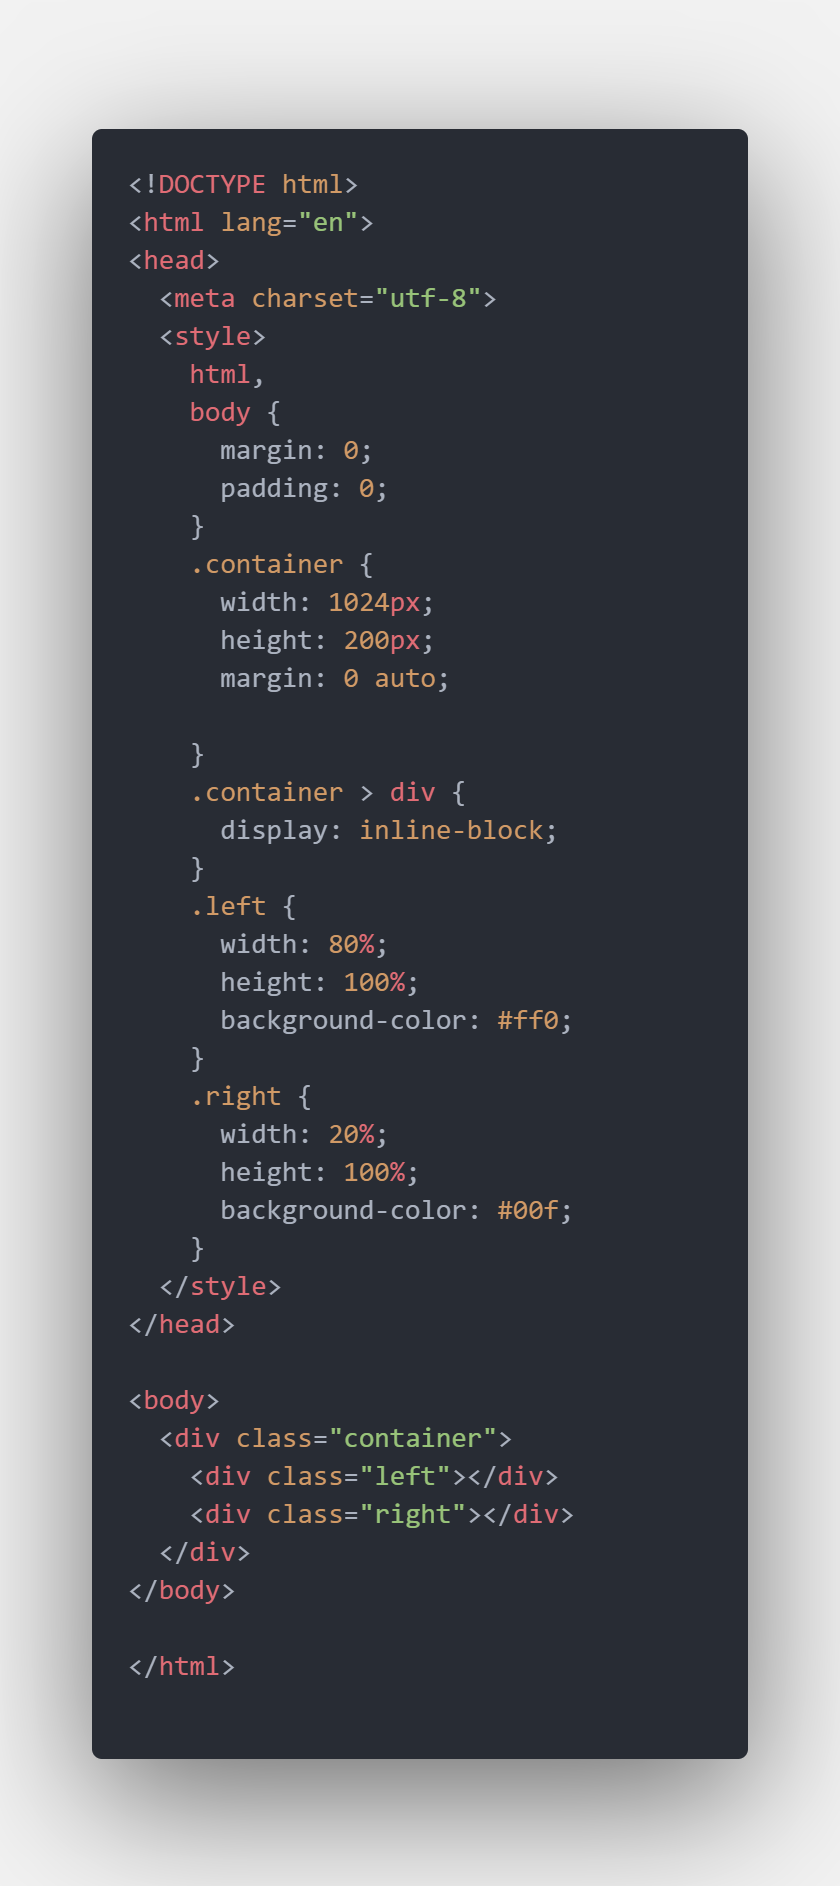 <!DOCTYPE html>
<html lang="en">
<head>
  <meta charset="utf-8">
  <style>
    html,
    body {
      margin: 0;
      padding: 0;
    }
    .container {
      width: 1024px;
      height: 200px;
      margin: 0 auto;

    }
    .container > div {
      display: inline-block;
    }
    .left {
      width: 80%;
      height: 100%;
      background-color: #ff0;
    }
    .right {
      width: 20%;
      height: 100%;
      background-color: #00f;
    }
  </style>
</head>

<body>
  <div class="container">
    <div class="left"></div>
    <div class="right"></div>
  </div>
</body>

</html>